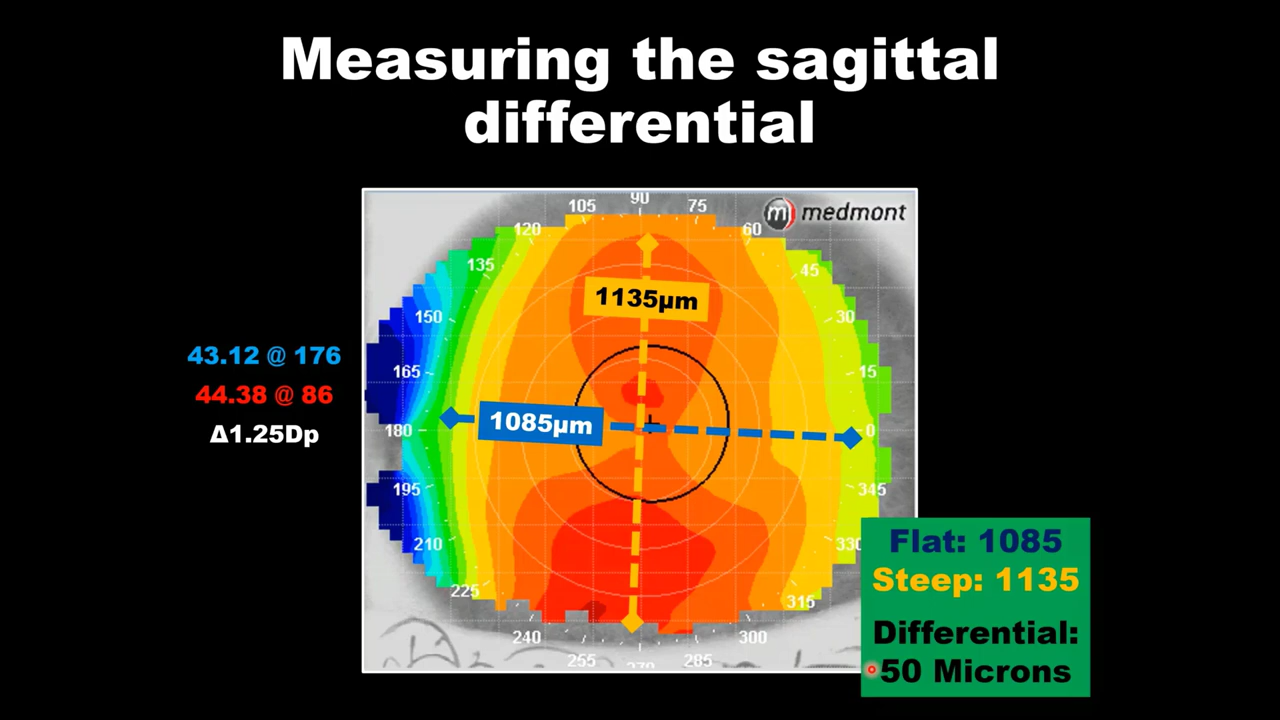 Measuring the sagittal
differential
medmont
90
105
75
120
60
135
45
1135µm
150
30
43.12 @ 176
165
15
44.38 @ 86
1085µm
Δ1.25Dp
180
0
195
345
210
330
Flat: 1085
Steep: 1135
225
315
Differential:
240
300
50 Microns
255
270
285